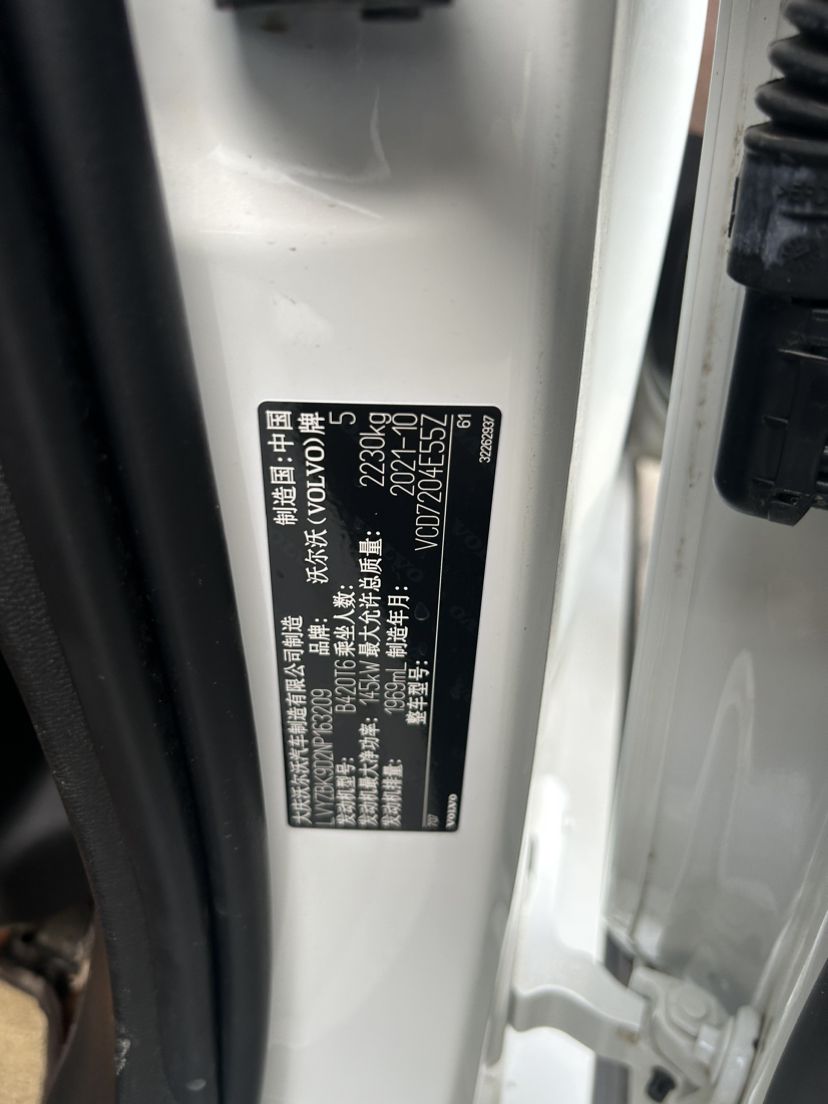 大庆沃尔沃汽车制造有限公司制造 制造国：中国
LVYZBK9D2NP163209 品牌： 沃尔沃（VOLVO）牌
发动机型号： B420T6 乘坐人数： 5
发动机最大净功率： 145kW 最大允许总质量： 2230kg
发动机排量： 1969mL 制造年月： 2021-10
整车型号： VCD7204E55Z
707 61
VOLVO 32262937